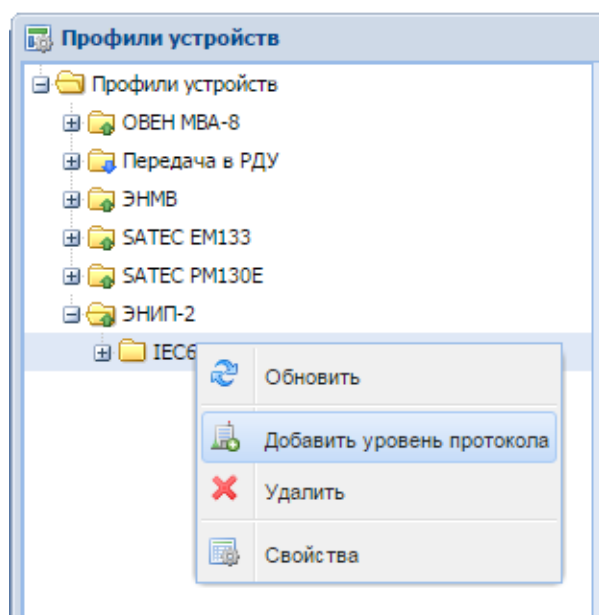 Профили устройств
Профили устройств
ОВЕН МВА-8
Передача в РДУ
ЭНМВ
SATEC EM133
SATEC PM130E
ЭНИП-2
IEC6
Обновить
Добавить уровень протокола
Удалить
Свойства